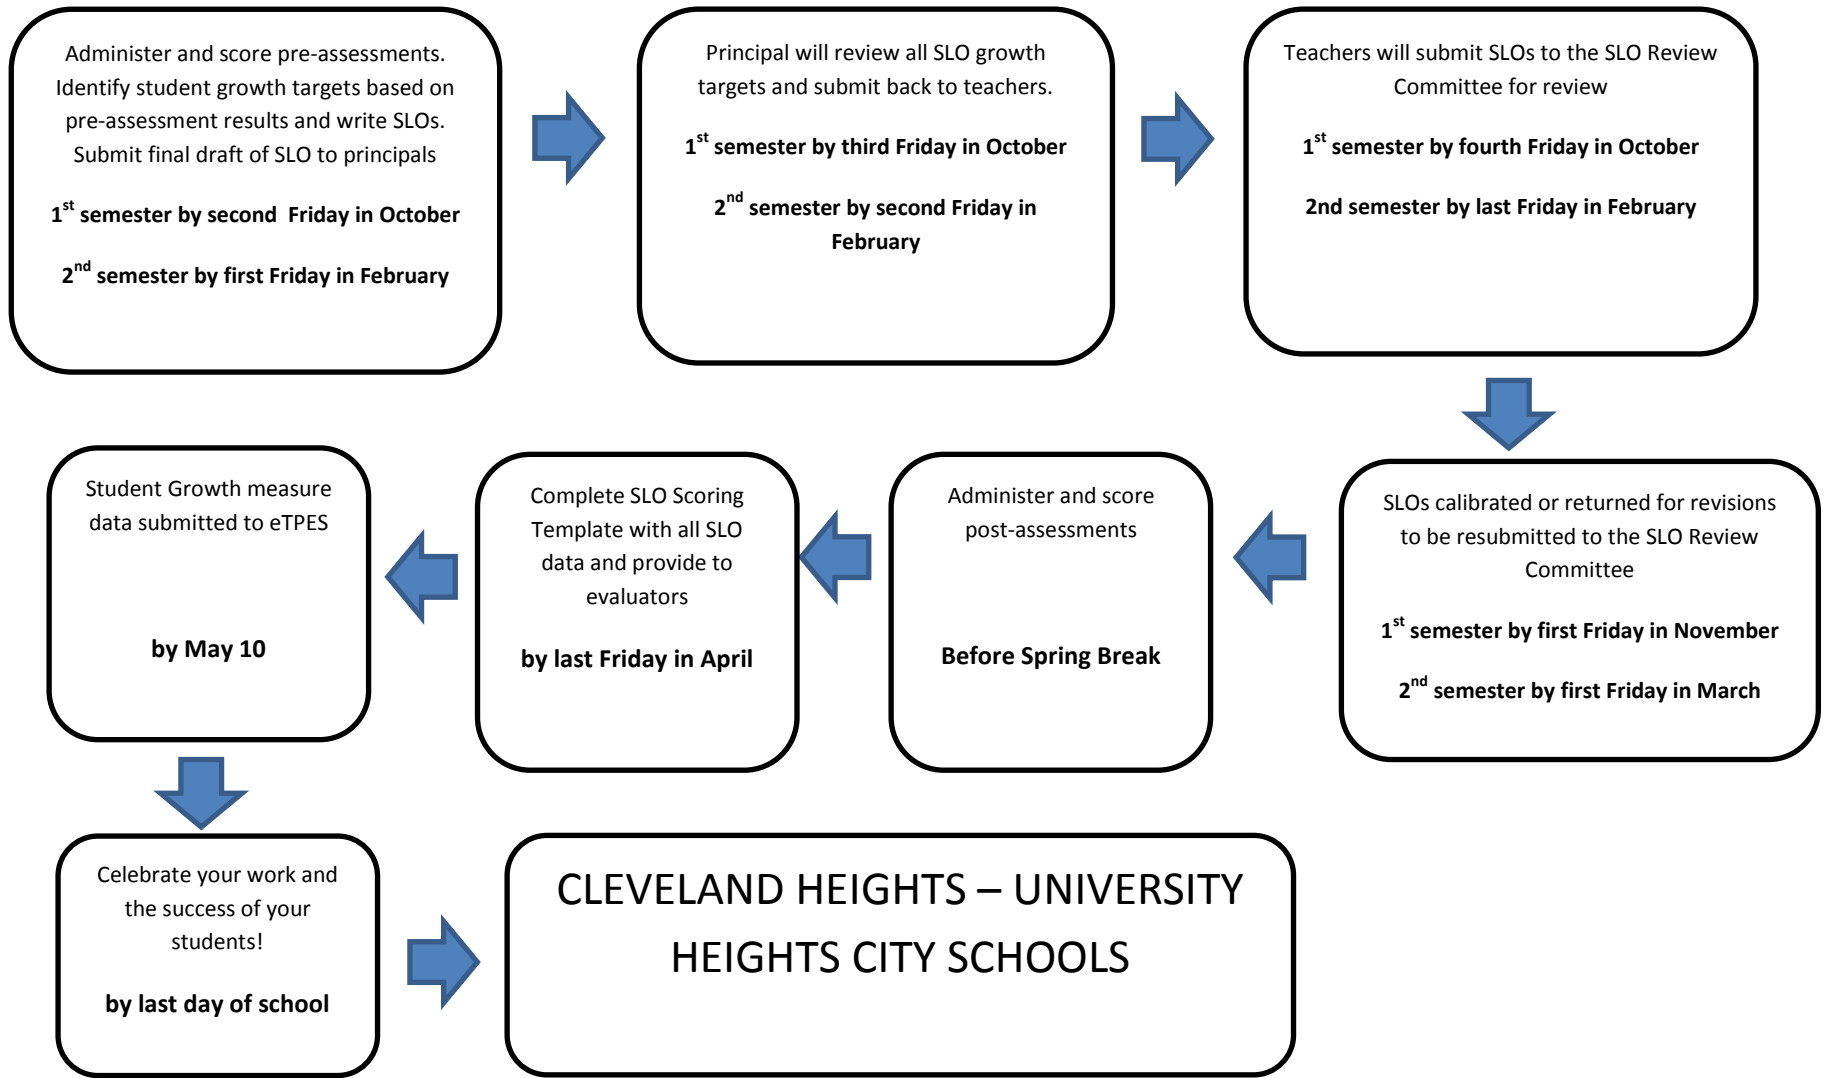 Administer and score pre-assessments.
Identify student growth targets based on
pre-assessment results and write SLOs.
Submit final draft of SLO to principals
1st semester by second  Friday in October
2nd semester by first Friday in February
Principal will review all SLO growth
targets and submit back to teachers.
1st semester by third Friday in October
2nd semester by second Friday in
February
Teachers will submit SLOs to the SLO Review
Committee for review
1st semester by fourth Friday in October
2nd semester by last Friday in February
SLOs calibrated or returned for revisions
to be resubmitted to the SLO Review
Committee
1st semester by first Friday in November
2nd semester by first Friday in March
Administer and score
post-assessments
Before Spring Break
Complete SLO Scoring
Template with all SLO
data and provide to
evaluators
by last Friday in April
Student Growth measure
data submitted to eTPES
by May 10
Celebrate your work and
the success of your
students!
by last day of school
CLEVELAND HEIGHTS – UNIVERSITY
HEIGHTS CITY SCHOOLS